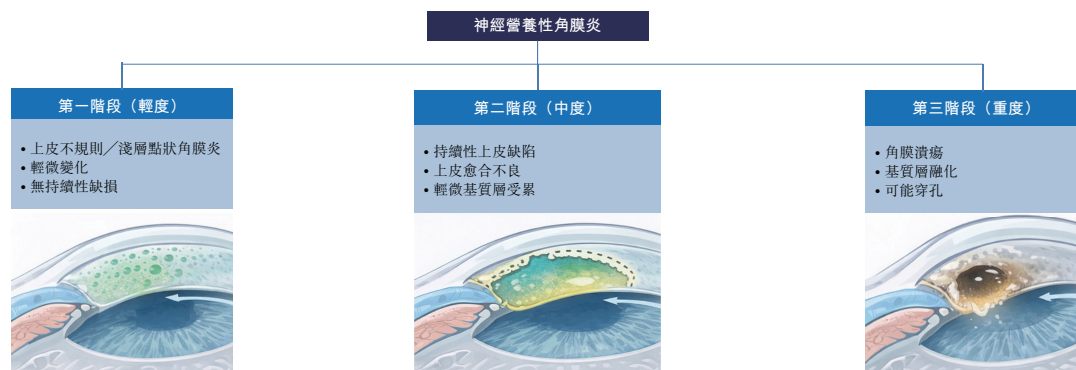 神經營養性角膜炎
第一階段（輕度）
• 上皮不規則／淺層點狀角膜炎
• 輕微變化
• 無持續性缺損
第二階段（中度）
• 持續性上皮缺陷
• 上皮愈合不良
• 輕微基質層受累
第三階段（重度）
• 角膜潰瘍
• 基質層融化
• 可能穿孔